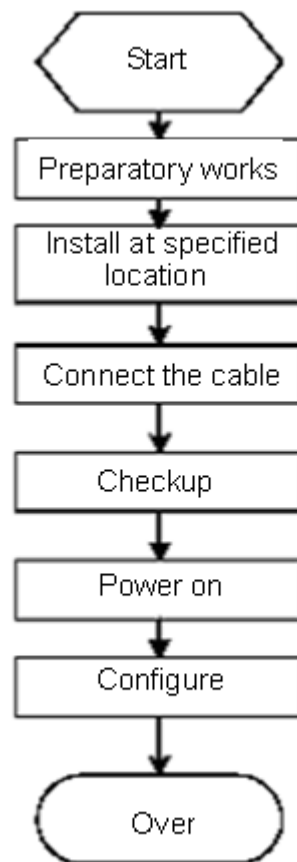 Start
Preparatory works
Install at specified
location
Connect the cable
Checkup
Power on
Configure
Over